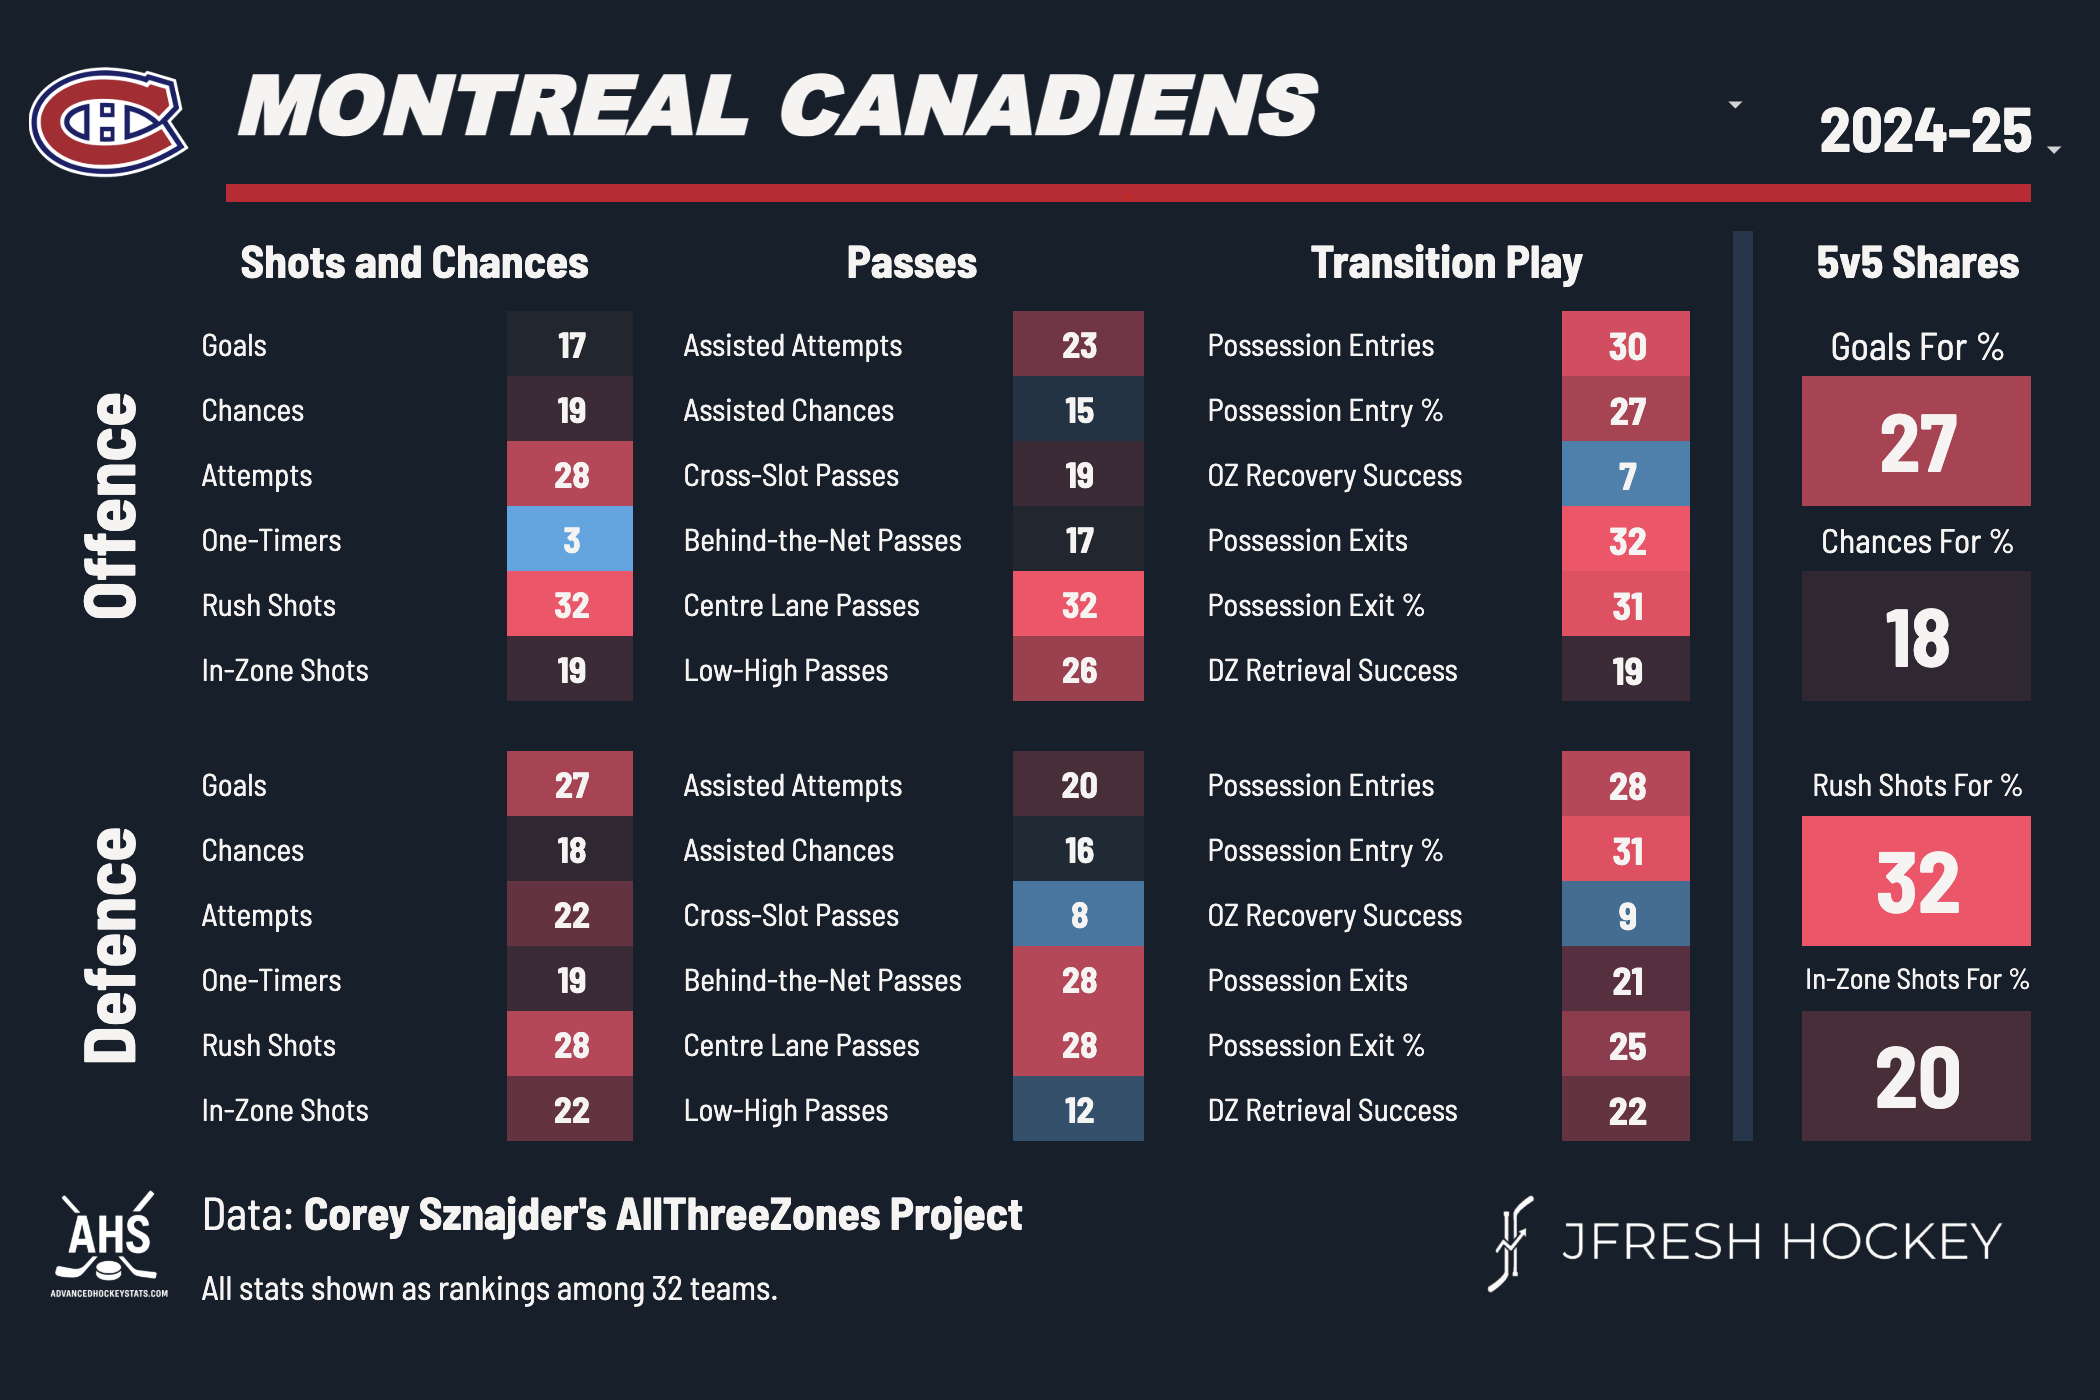 MONTREAL CANADIENS
2024-25
Shots and Chances
Passes
Transition Play
5v5 Shares
Offence
Goals 17
Chances 19
Attempts 28
One-Timers 3
Rush Shots 32
In-Zone Shots 19
Assisted Attempts 23
Assisted Chances 15
Cross-Slot Passes 19
Behind-the-Net Passes 17
Centre Lane Passes 32
Low-High Passes 26
Possession Entries 30
Possession Entry % 27
OZ Recovery Success 7
Possession Exits 32
Possession Exit % 31
DZ Retrieval Success 19
Goals For %
27
Chances For %
18
Defence
Goals 27
Chances 18
Attempts 22
One-Timers 19
Rush Shots 28
In-Zone Shots 22
Assisted Attempts 20
Assisted Chances 16
Cross-Slot Passes 8
Behind-the-Net Passes 28
Centre Lane Passes 28
Low-High Passes 12
Possession Entries 28
Possession Entry % 31
OZ Recovery Success 9
Possession Exits 21
Possession Exit % 25
DZ Retrieval Success 22
Rush Shots For %
32
In-Zone Shots For %
20
AHS
ADVANCEDHOCKEYSTATS.COM
Data: Corey Sznajder's AllThreeZones Project
All stats shown as rankings among 32 teams.
JFRESH HOCKEY